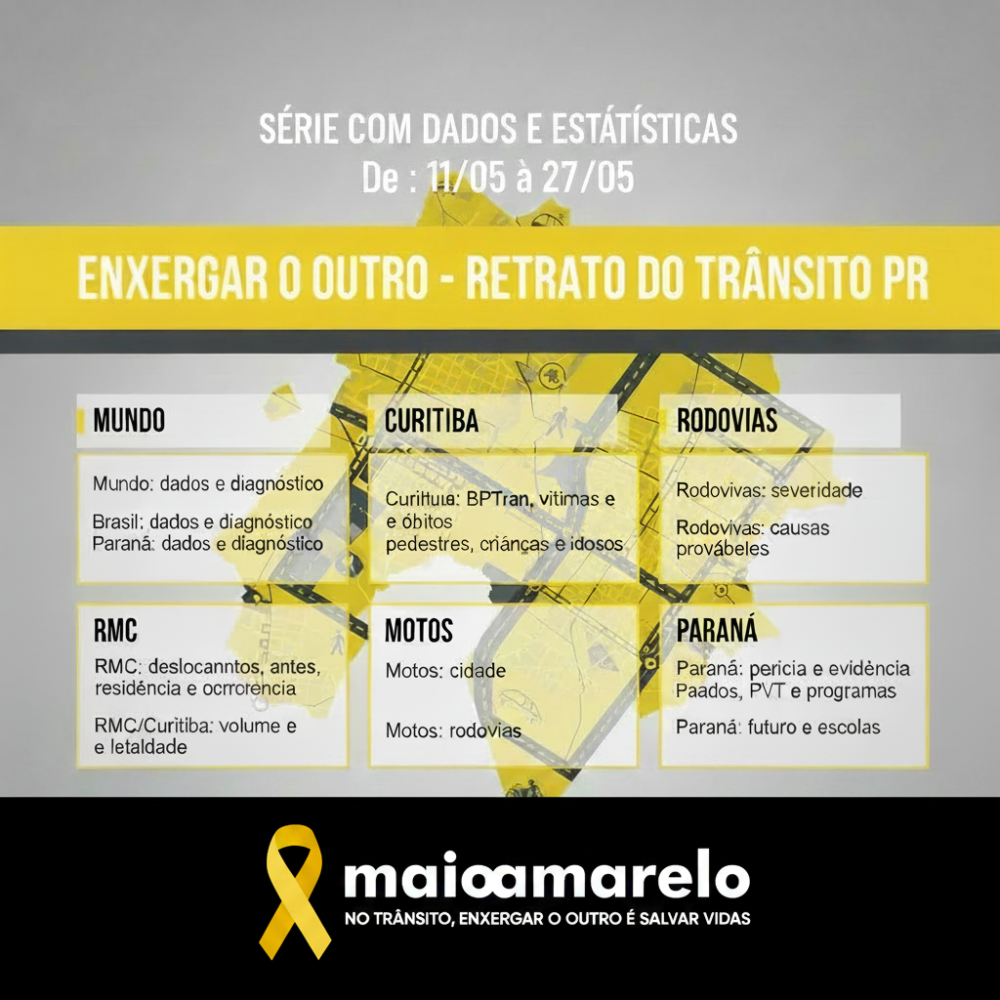 SÉRIE COM DADOS E ESTÁTÍSTICAS
De : 11/05 à 27/05
ENXERGAR O OUTRO - RETRATO DO TRÂNSITO PR
MUNDO
Mundo: dados e diagnóstico
Brasil: dados e diagnóstico
Paraná: dados e diagnóstico
CURITIBA
BPTran, vitimas e
e óbitos
pedestres, crianças e idosos
RODOVIAS
Rodovivas: severidade
Rodovivas: causas
provábeles
RMC
RMC: deslocanntos, antes,
residência e ocrrorencia
RMC/Curitiba: volume e
e letaldade
MOTOS
Motos: cidade
Motos: rodovias
PARANÁ
Paraná: pericia e evidència
Paados, PVT e programas
Paraná: futuro e escolas
maioamarelo
NO TRÂNSITO, ENXERGAR O OUTRO É SALVAR VIDAS